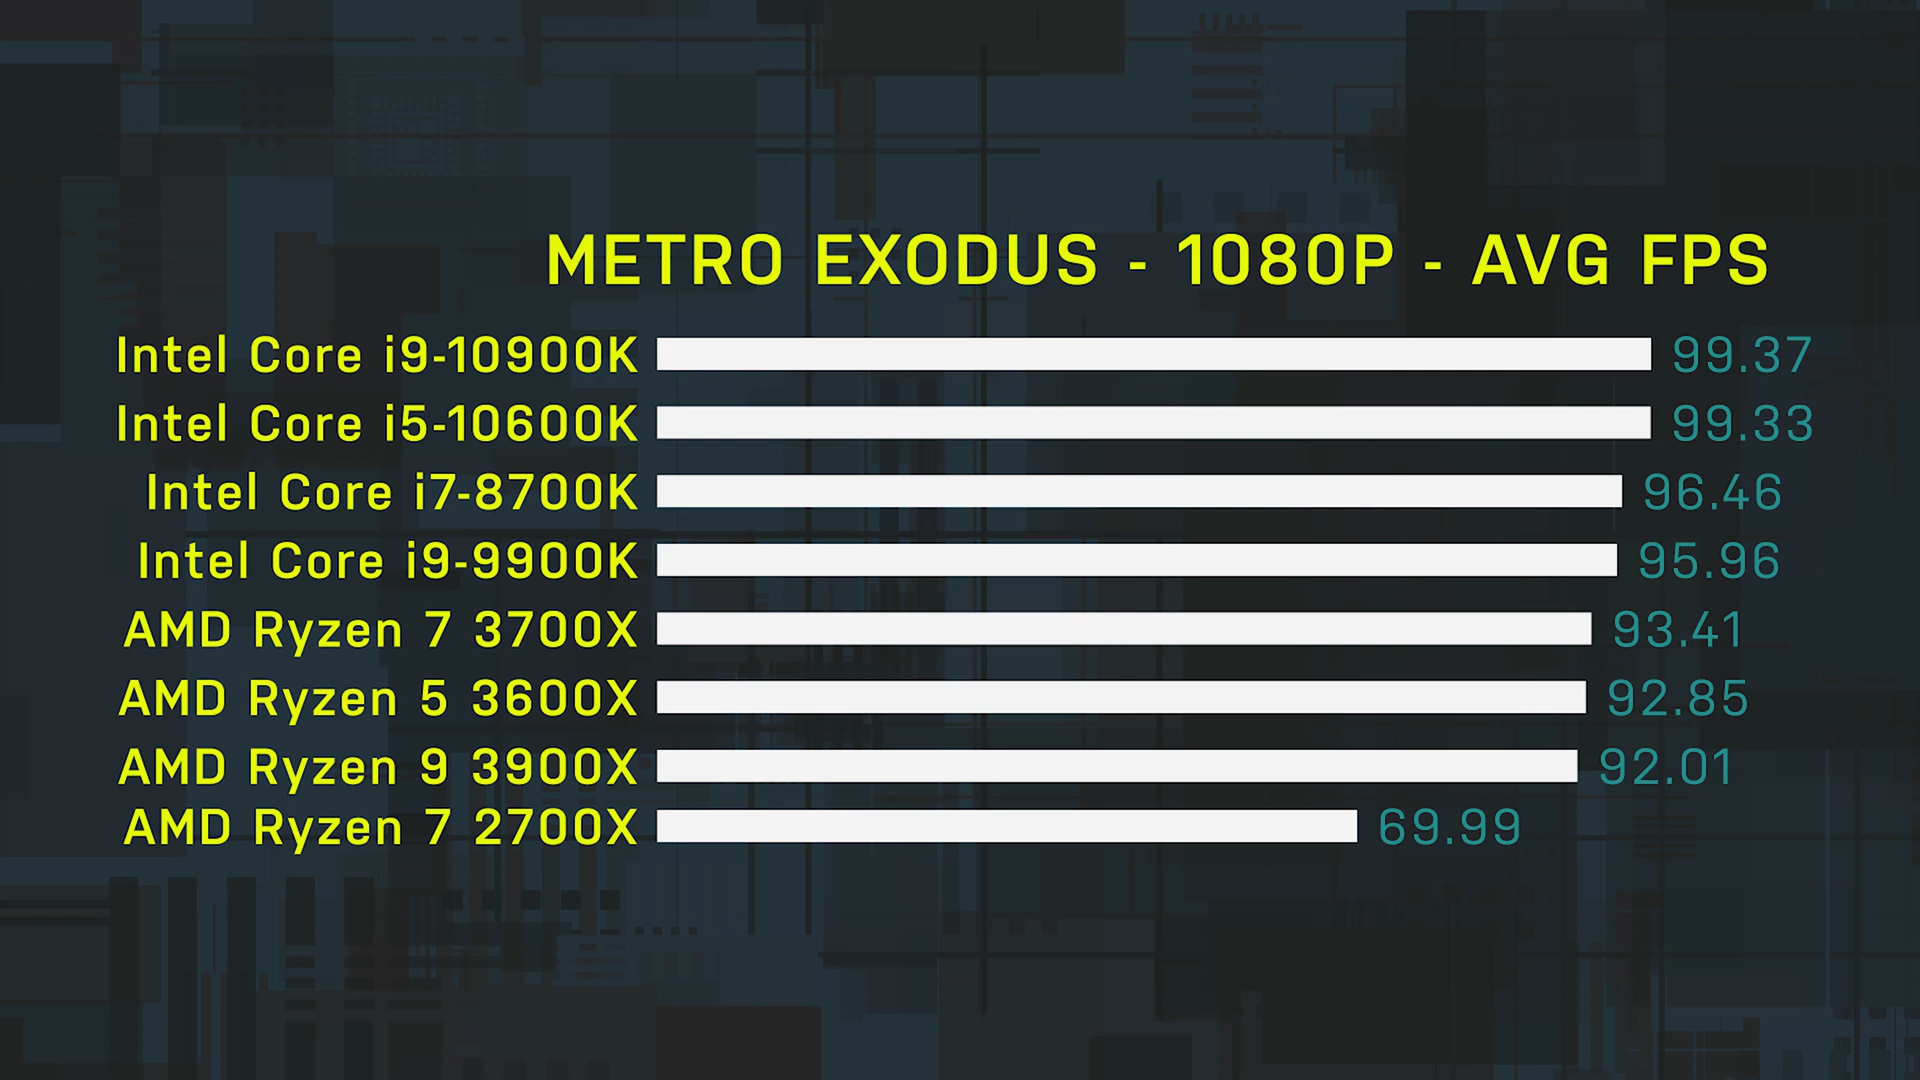 METRO EXODUS - 1080P - AVG FPS
Intel Core i9-10900K 99.37
Intel Core i5-10600K 99.33
Intel Core i7-8700K 96.46
Intel Core i9-9900K 95.96
AMD Ryzen 7 3700X 93.41
AMD Ryzen 5 3600X 92.85
AMD Ryzen 9 3900X 92.01
AMD Ryzen 7 2700X 69.99